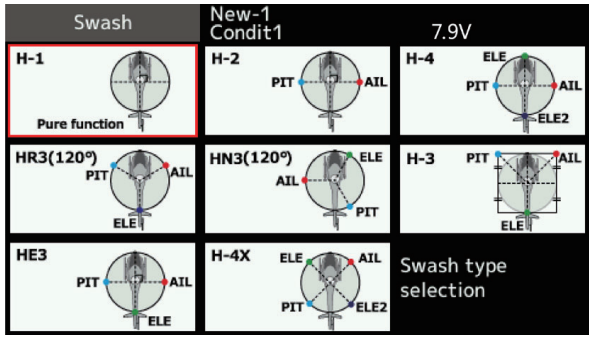 Swash
New-1
Condit1
7.9V
H-1
Pure function
H-2
PIT
AIL
H-4
ELE
PIT
AIL
ELE2
HR3(120º)
PIT
AIL
ELE
HN3(120º)
ELE
AIL
PIT
H-3
PIT
AIL
ELE
HE3
PIT
AIL
ELE
H-4X
ELE
AIL
PIT
ELE2
Swash type
selection